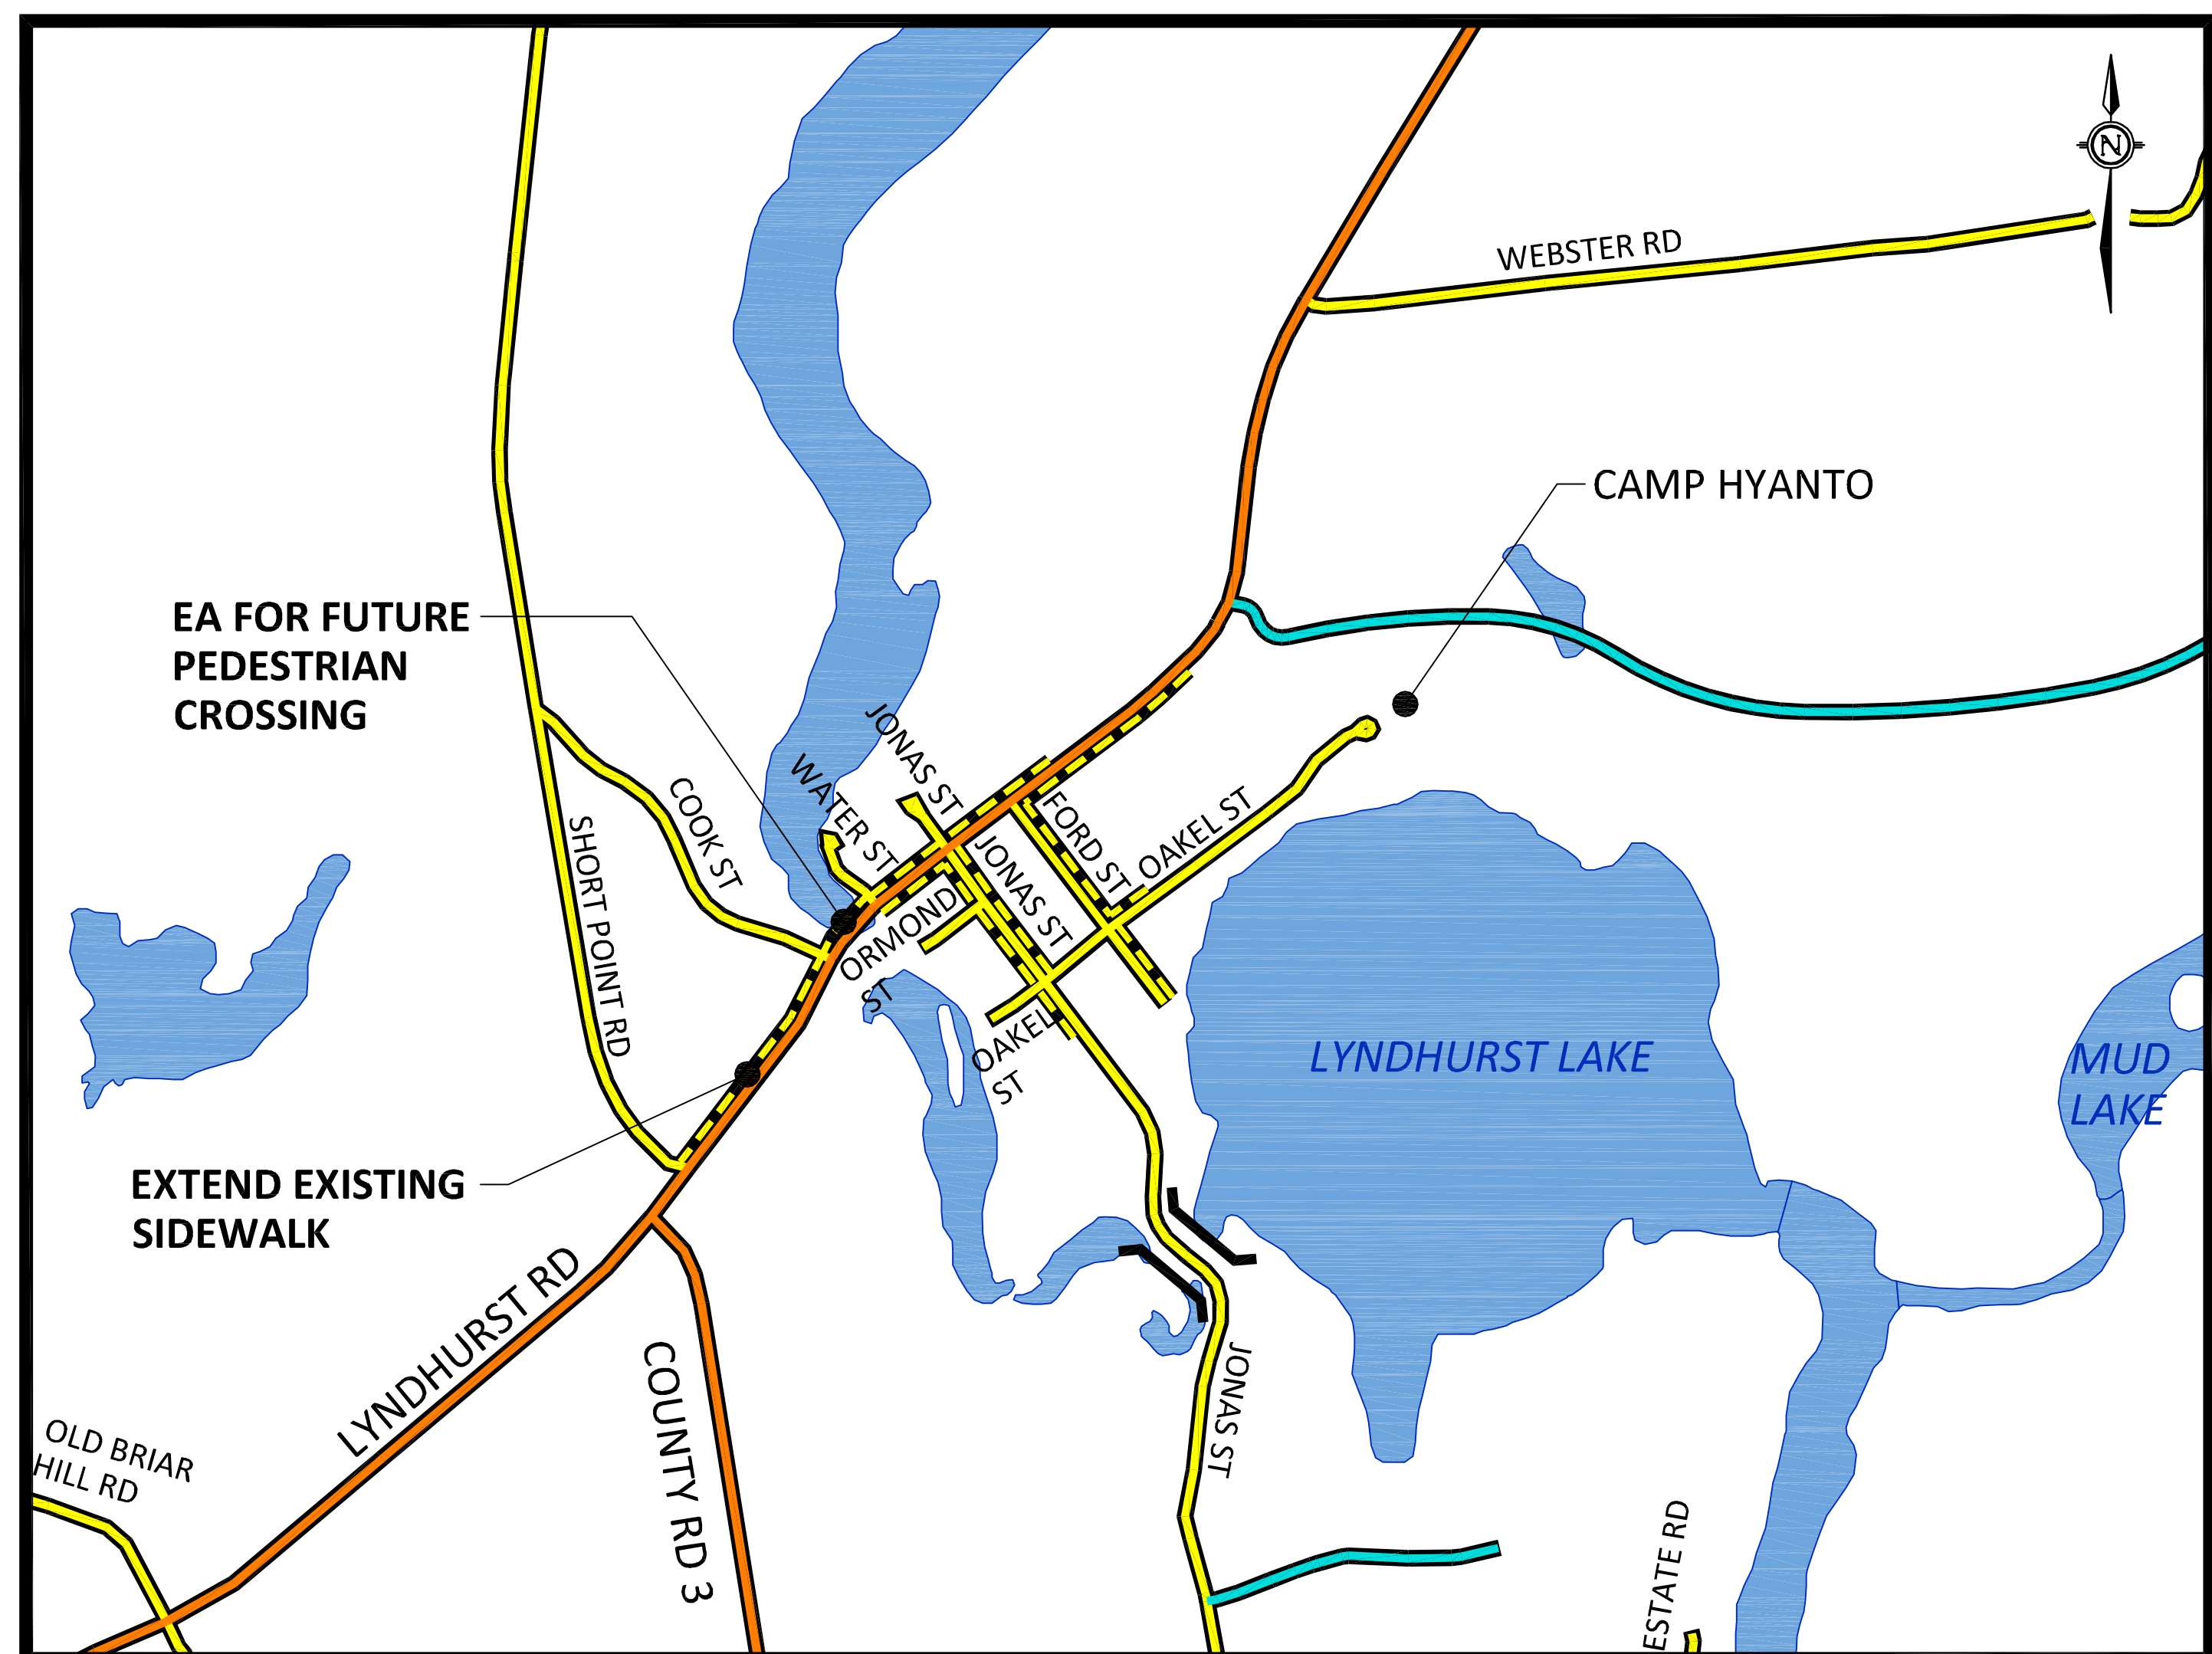 N
WEBSTER RD
CAMP HYANTO
EA FOR FUTURE
PEDESTRIAN
CROSSING
JONAS ST
WATER ST
COOK ST
SHORT POINT RD
FORD ST
OAKEL ST
JONAS ST
ORMOND
ST
OAKEL
ST
LYNDHURST LAKE
MUD
LAKE
EXTEND EXISTING
SIDEWALK
LYNDHURST RD
COUNTY RD 3
JONAS ST
OLD BRIAR
HILL RD
ESTATE RD